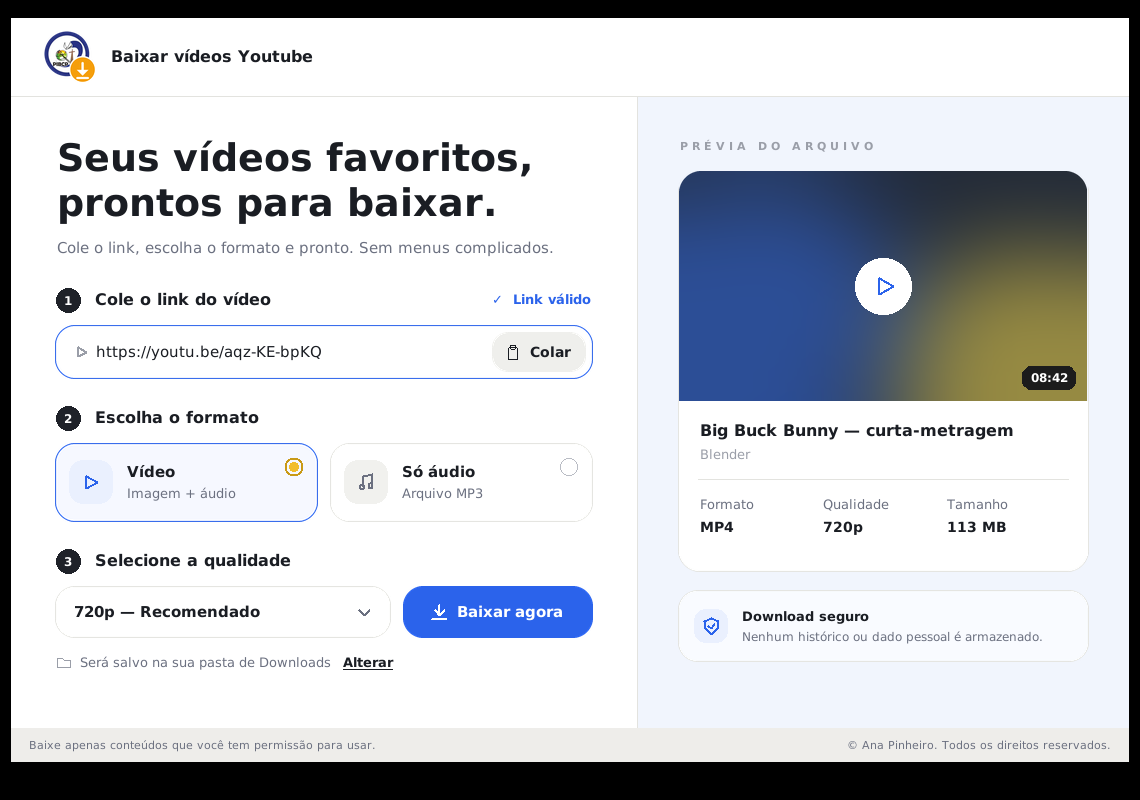 Baixar vídeos Youtube
Seus vídeos favoritos,
prontos para baixar.
Cole o link, escolha o formato e pronto. Sem menus complicados.
1 Cole o link do vídeo ✓ Link válido
https://youtu.be/aqz-KE-bpKQ Colar
2 Escolha o formato
Vídeo
Imagem + áudio
Só áudio
Arquivo MP3
3 Selecione a qualidade
720p — Recomendado
Baixar agora
Será salvo na sua pasta de Downloads Alterar
PRÉVIA DO ARQUIVO
08:42
Big Buck Bunny — curta-metragem
Blender
Formato Qualidade Tamanho
MP4 720p 113 MB
Download seguro
Nenhum histórico ou dado pessoal é armazenado.
Baixe apenas conteúdos que você tem permissão para usar.
© Ana Pinheiro. Todos os direitos reservados.